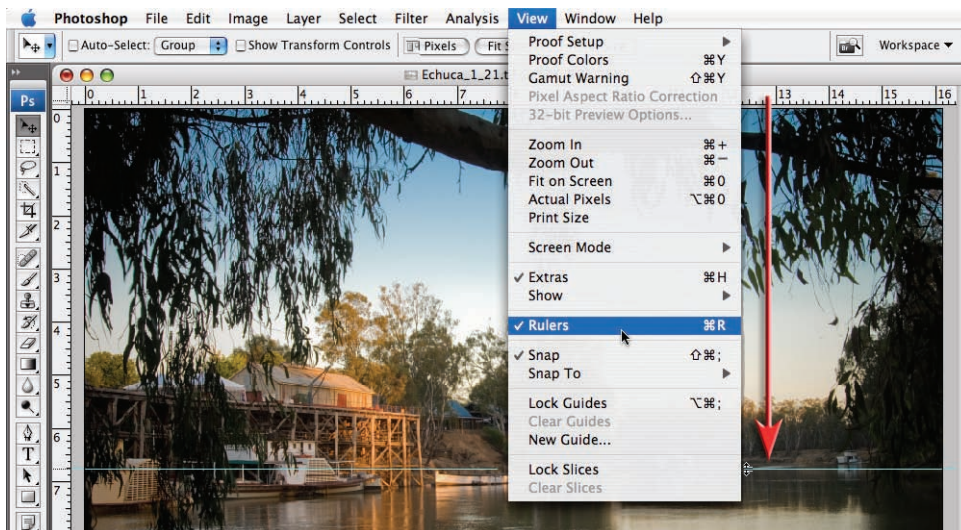 Photoshop File Edit Image Layer Select Filter Analysis View Window Help
Auto-Select: Group Show Transform Controls Pixels Fit Workspace ▼
Echuca_1_21.t
Ps
0 1 2 3 4 5 6 7 13 14 15 16
0
1
2
3
4
5
6
7
T
Proof Setup
Proof Colors ⌘Y
Gamut Warning ⇧⌘Y
Pixel Aspect Ratio Correction
32-bit Preview Options...
Zoom In ⌘+
Zoom Out ⌘−
Fit on Screen ⌘0
Actual Pixels ⌥⌘0
Print Size
Screen Mode
✓ Extras ⌘H
Show
✓ Rulers ⌘R
✓ Snap ⇧⌘;
Snap To
Lock Guides ⌥⌘;
Clear Guides
New Guide...
Lock Slices
Clear Slices